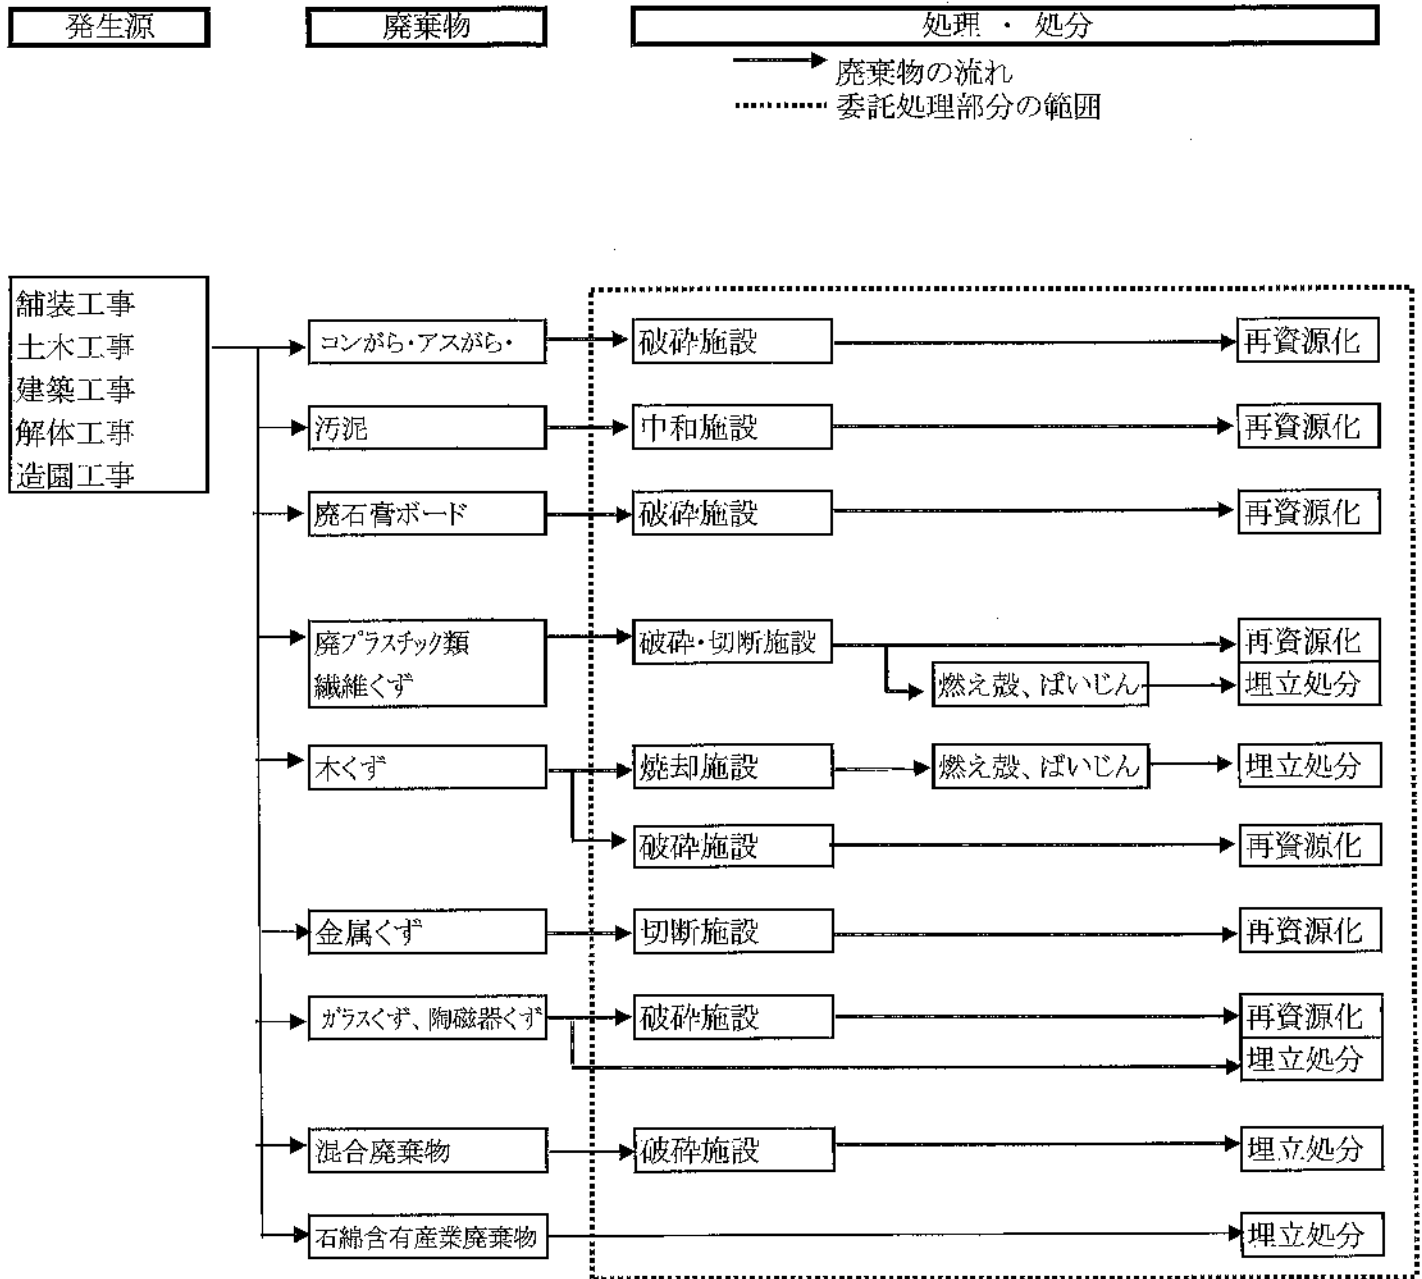 発生源
廃棄物
処理・処分
廃棄物の流れ
委託処理部分の範囲
舗装工事
土木工事
建築工事
解体工事
造園工事
コンがら・アスがら・
破砕施設
再資源化
汚泥
中和施設
再資源化
廃石膏ボード
破砕施設
再資源化
廃プラスチック類
繊維くず
破砕・切断施設
再資源化
燃え殻、ばいじん
埋立処分
木くず
焼却施設
燃え殻、ばいじん
埋立処分
破砕施設
再資源化
金属くず
切断施設
再資源化
ガラスくず、陶磁器くず
破砕施設
再資源化
埋立処分
混合廃棄物
破砕施設
埋立処分
石綿含有産業廃棄物
埋立処分